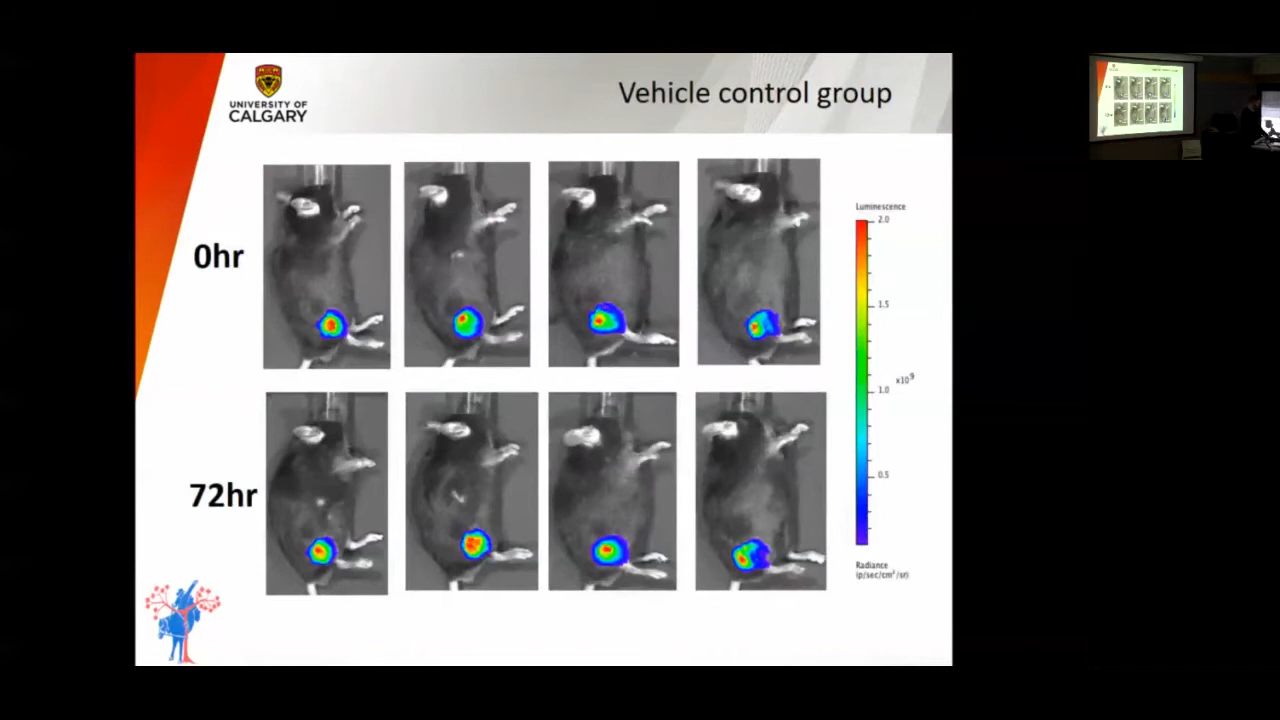 UNIVERSITY OF
CALGARY
Vehicle control group
0hr
72hr
Luminescence
2.0
1.5
1.0
x10⁹
0.5
Radiance
(p/sec/cm²/sr)